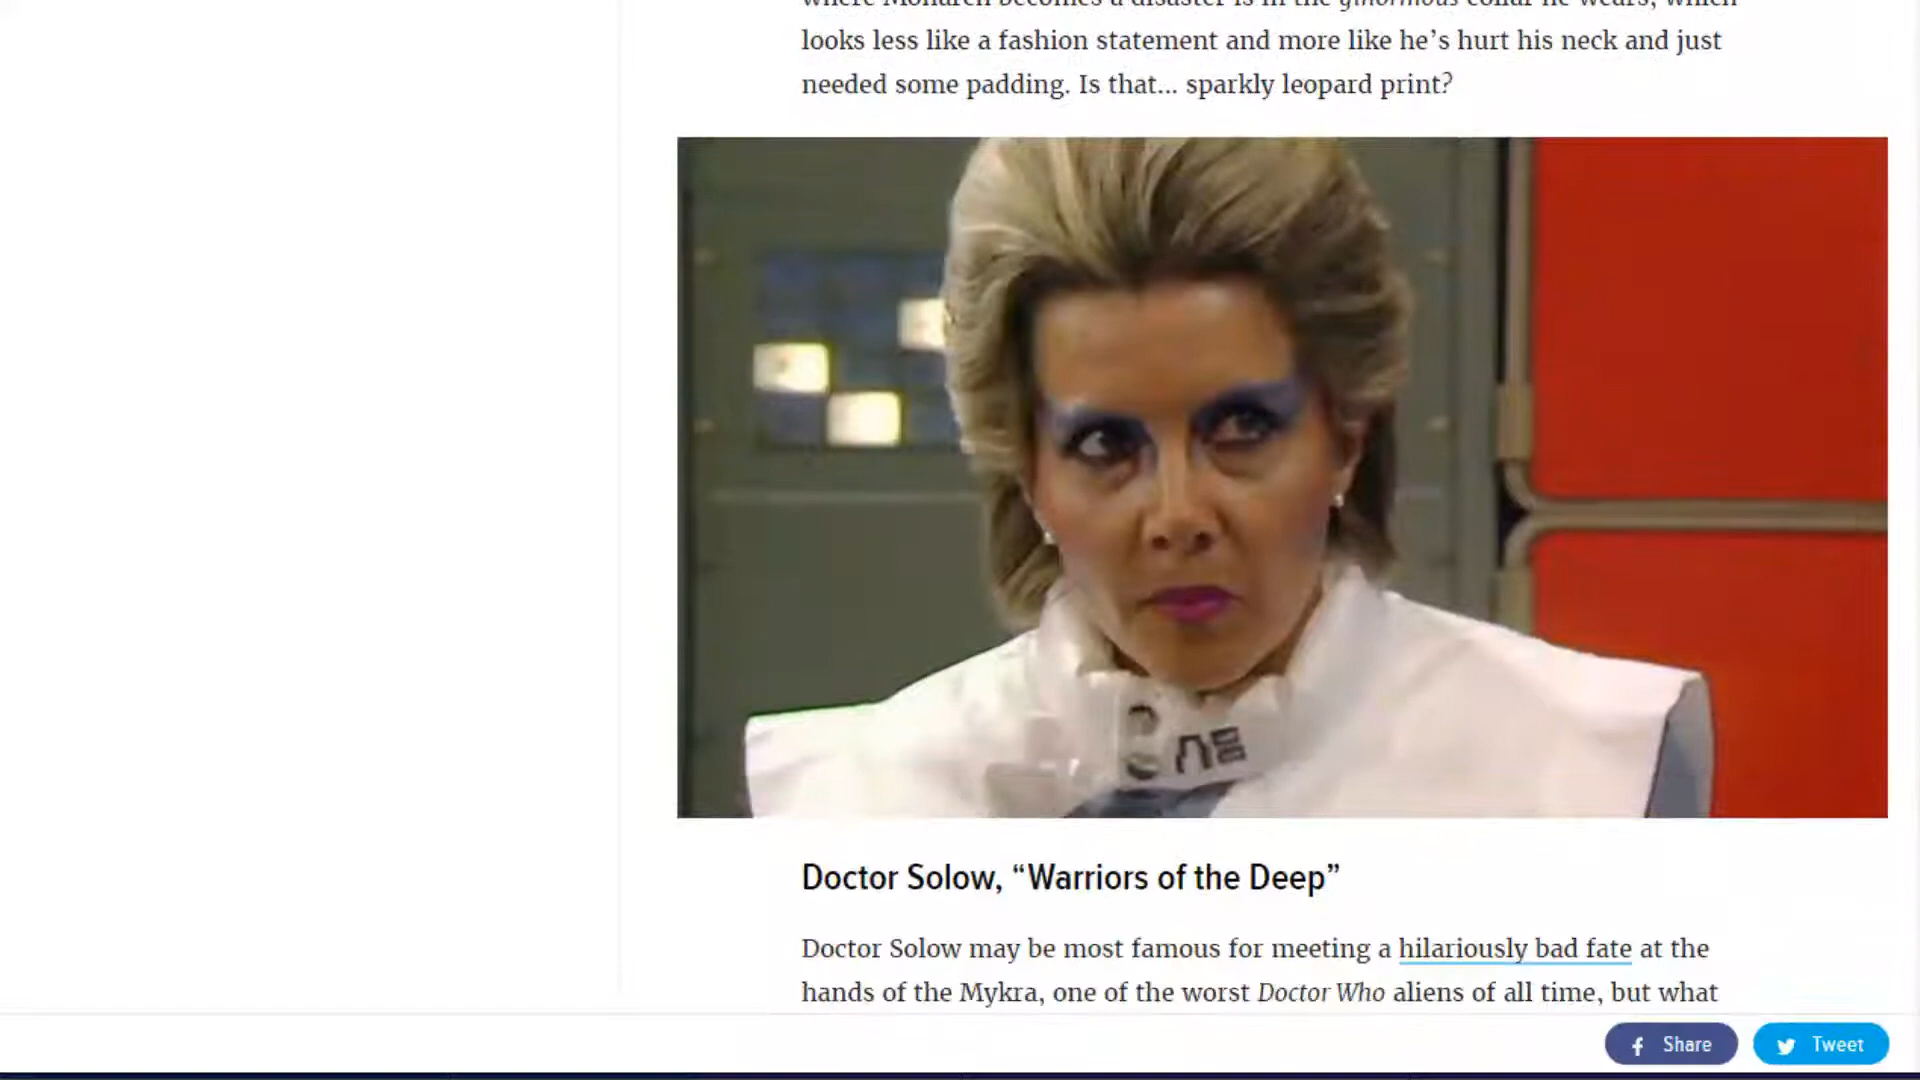 looks less like a fashion statement and more like he’s hurt his neck and just
needed some padding. Is that... sparkly leopard print?
Doctor Solow, “Warriors of the Deep”
Doctor Solow may be most famous for meeting a hilariously bad fate at the
hands of the Mykra, one of the worst Doctor Who aliens of all time, but what
Share
Tweet